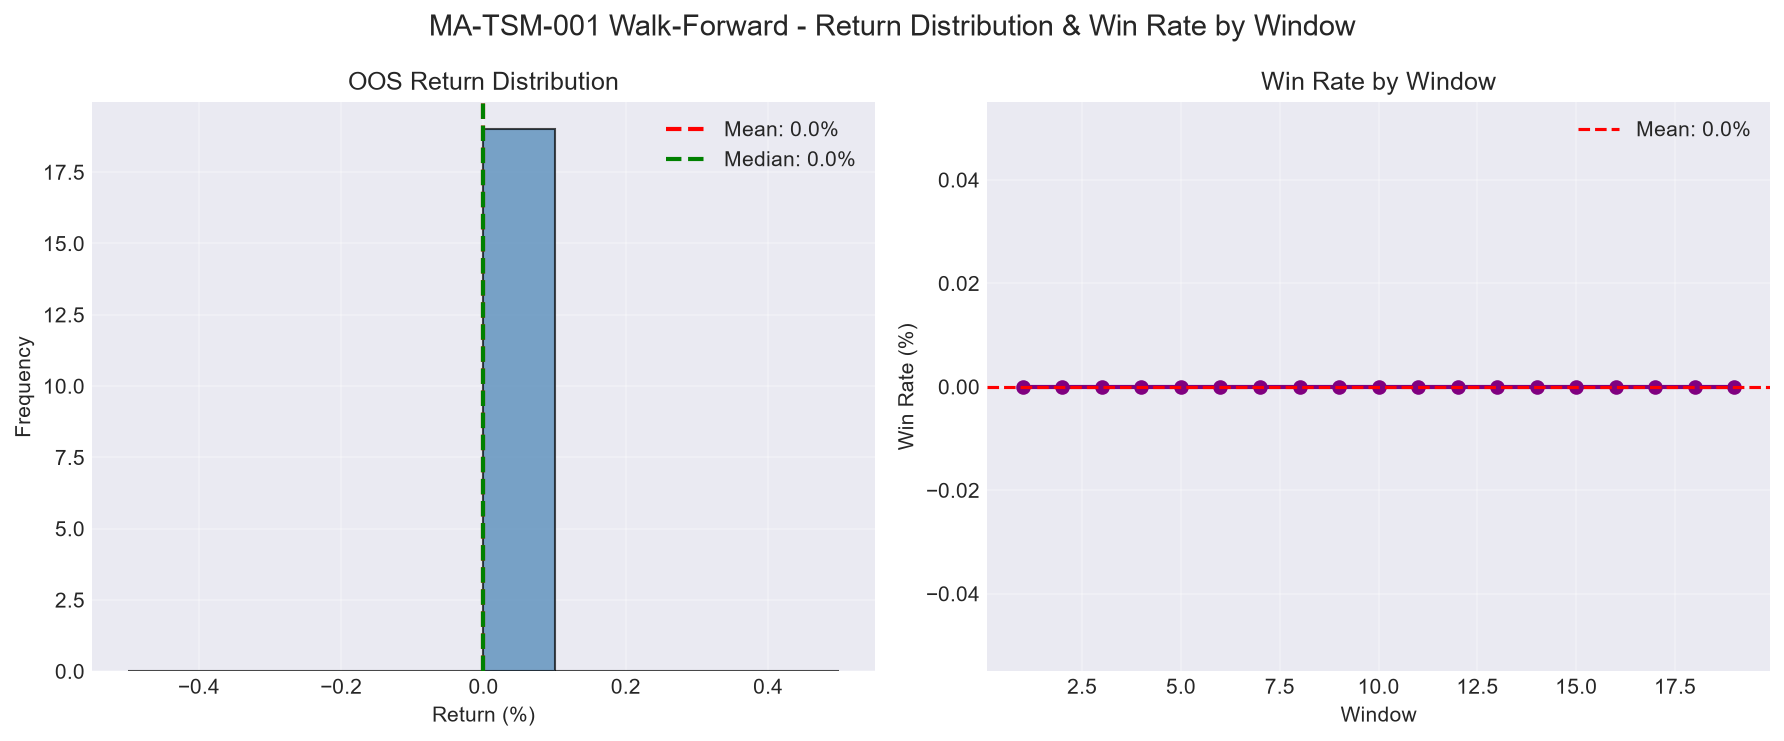 MA-TSM-001 Walk-Forward - Return Distribution & Win Rate by Window
OOS Return Distribution
Mean: 0.0%
Median: 0.0%
17.5
15.0
12.5
10.0
7.5
5.0
2.5
0.0
Frequency
−0.4
−0.2
0.0
0.2
0.4
Return (%)
Win Rate by Window
Mean: 0.0%
0.04
0.02
0.00
−0.02
−0.04
Win Rate (%)
2.5
5.0
7.5
10.0
12.5
15.0
17.5
Window